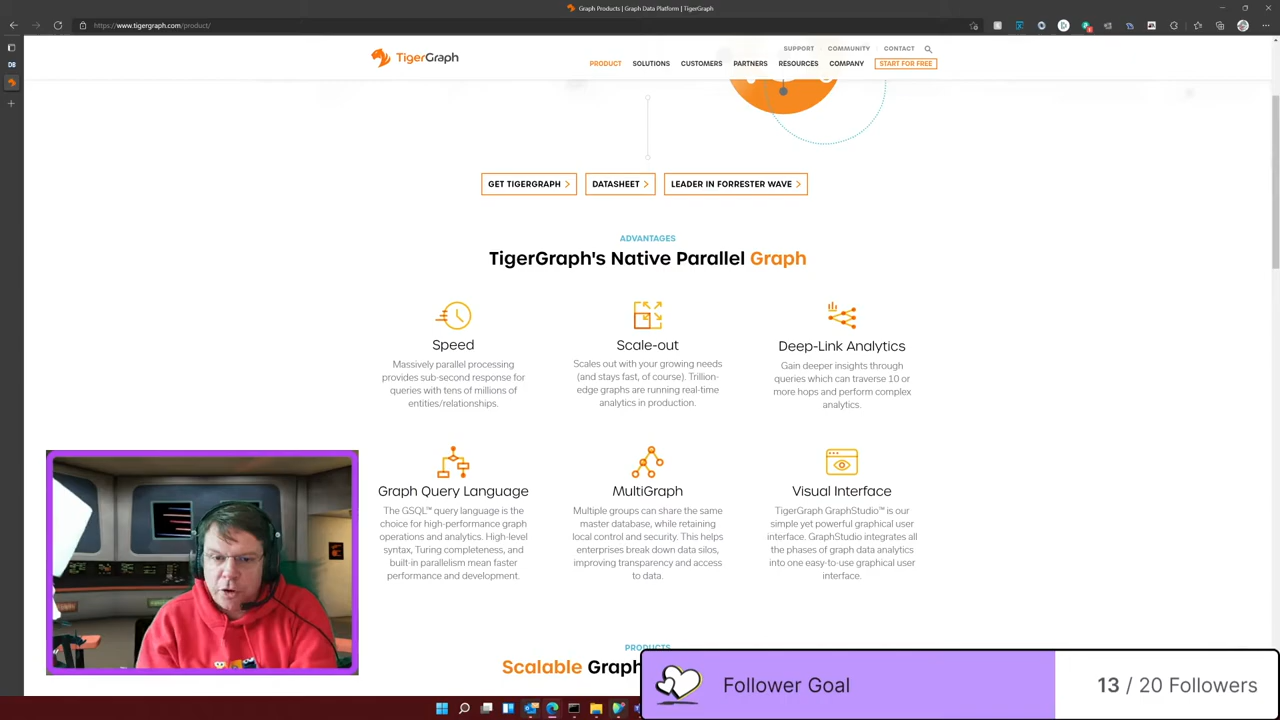 Graph Products | Graph Data Platform | TigerGraph
https://www.tigergraph.com/product/
SUPPORT COMMUNITY CONTACT
TigerGraph
PRODUCT SOLUTIONS CUSTOMERS PARTNERS RESOURCES COMPANY START FOR FREE
DB
GET TIGERGRAPH DATASHEET LEADER IN FORRESTER WAVE
ADVANTAGES
TigerGraph's Native Parallel Graph
Speed
Massively parallel processing
provides sub-second response for
queries with tens of millions of
entities/relationships.
Scale-out
Scales out with your growing needs
(and stays fast, of course). Trillion-
edge graphs are running real-time
analytics in production.
Deep-Link Analytics
Gain deeper insights through
queries which can traverse 10 or
more hops and perform complex
analytics.
Graph Query Language
The GSQL™ query language is the
choice for high-performance graph
operations and analytics. High-level
syntax, Turing completeness, and
built-in parallelism mean faster
performance and development.
MultiGraph
Multiple groups can share the same
master database, while retaining
local control and security. This helps
enterprises break down data silos,
improving transparency and access
to data.
Visual Interface
TigerGraph GraphStudio™ is our
simple yet powerful graphical user
interface. GraphStudio integrates all
the phases of graph data analytics
into one easy-to-use graphical user
interface.
PRODUCTS
Scalable Graph
Follower Goal 13 / 20 Followers